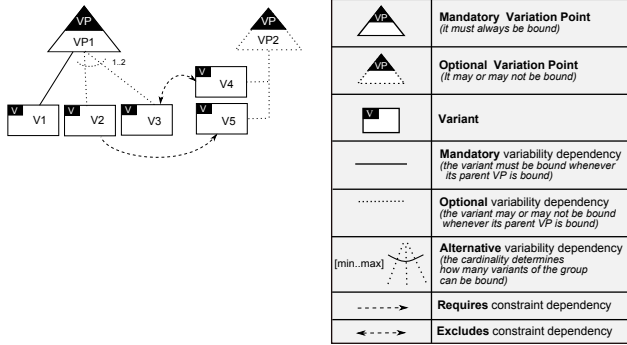 VP
VP1
1..2
VP
VP2
V
V1
V
V2
V
V3
V
V4
V
V5
VP
Mandatory Variation Point
(it must always be bound)
VP
Optional Variation Point
(It may or may not be bound)
V
Variant
Mandatory variability dependency
(the variant must be bound whenever
its parent VP is bound)
Optional variability dependency
(the variant may or may not be bound
whenever its parent VP is bound)
[min..max]
Alternative variability dependency
(the cardinality determines
how many variants of the group
can be bound)
Requires constraint dependency
Excludes constraint dependency